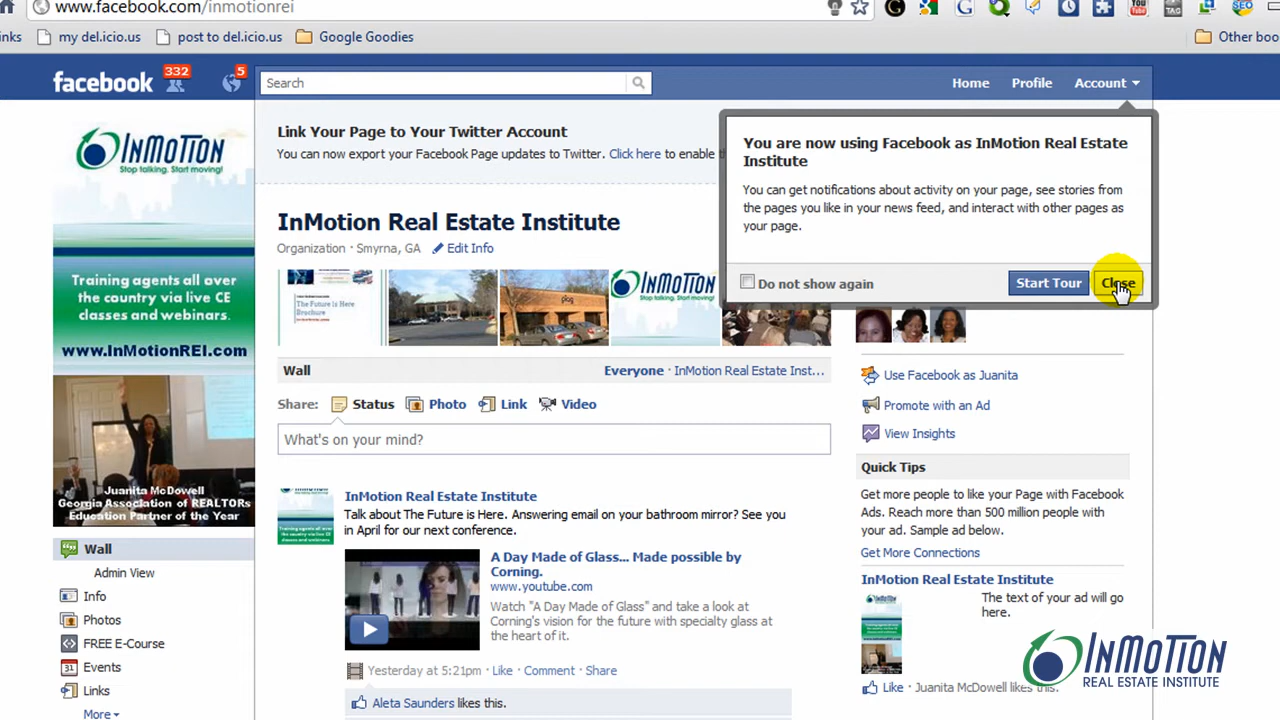 www.facebook.com/inmotionrei
inks my del.icio.us post to del.icio.us Google Goodies Other boo
facebook 332 5 Search Home Profile Account
InMotion
Stop talking. Start moving!
Training agents all over
the country via live CE
classes and webinars.
www.InMotionREI.com
Juanita McDowell
Georgia Association of REALTORS
Education Partner of the Year
Wall
Admin View
Info
Photos
FREE E-Course
Events
Links
More
Link Your Page to Your Twitter Account
You can now export your Facebook Page updates to Twitter. Click here to enable th
InMotion Real Estate Institute
Organization · Smyrna, GA Edit Info
The Future is Here
Brochure
plog
InMotion
Stop talking. Start moving!
Wall Everyone · InMotion Real Estate Inst...
Share: Status Photo Link Video
What's on your mind?
InMotion Real Estate Institute
Talk about The Future is Here. Answering email on your bathroom mirror? See you
in April for our next conference.
A Day Made of Glass... Made possible by
Corning.
www.youtube.com
Watch "A Day Made of Glass" and take a look at
Corning's vision for the future with specialty glass at
the heart of it.
Yesterday at 5:21pm · Like · Comment · Share
Aleta Saunders likes this.
You are now using Facebook as InMotion Real Estate
Institute
You can get notifications about activity on your page, see stories from
the pages you like in your news feed, and interact with other pages as
your page.
Do not show again Start Tour Close
Use Facebook as Juanita
Promote with an Ad
View Insights
Quick Tips
Get more people to like your Page with Facebook
Ads. Reach more than 500 million people with
your ad. Sample ad below.
Get More Connections
InMotion Real Estate Institute
The text of your ad will go
here.
Like · Juanita McDowell likes this.
InMotion
REAL ESTATE INSTITUTE